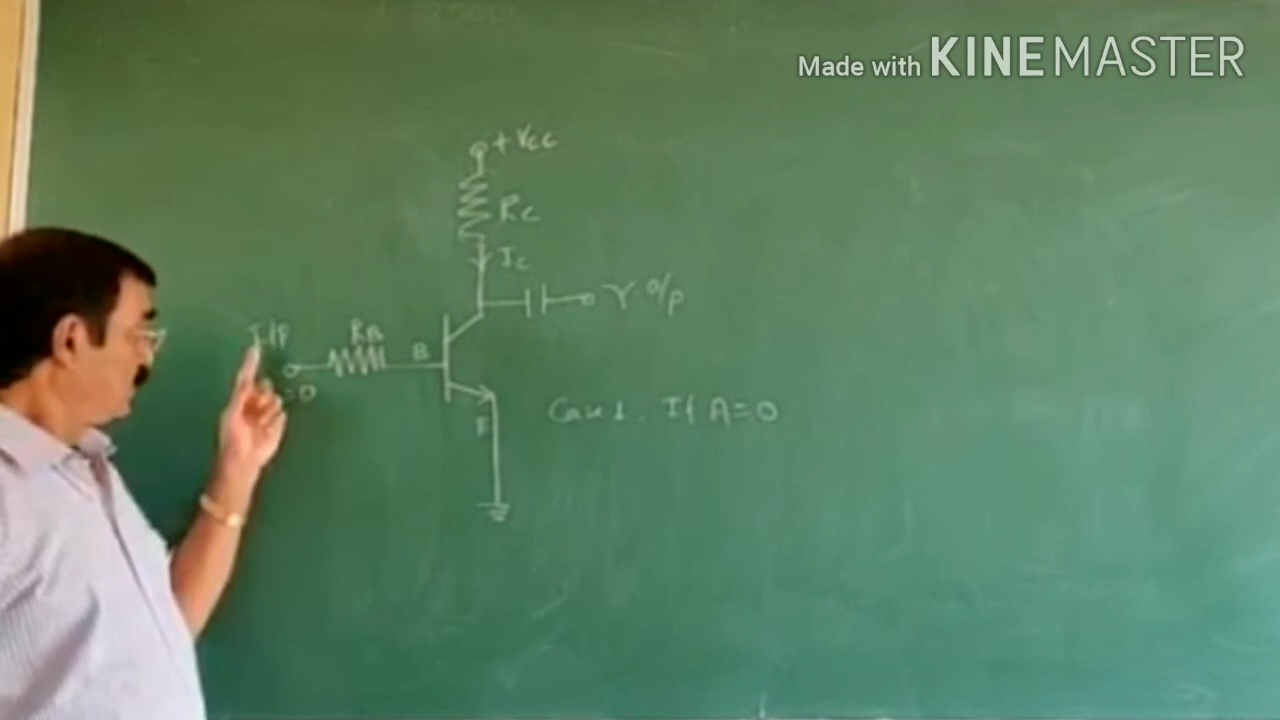 Made with KINEMASTER
+ Vcc
Rc
Ic
Y o/p
I/P
RB
B
=0
E
Case 1. If A=0